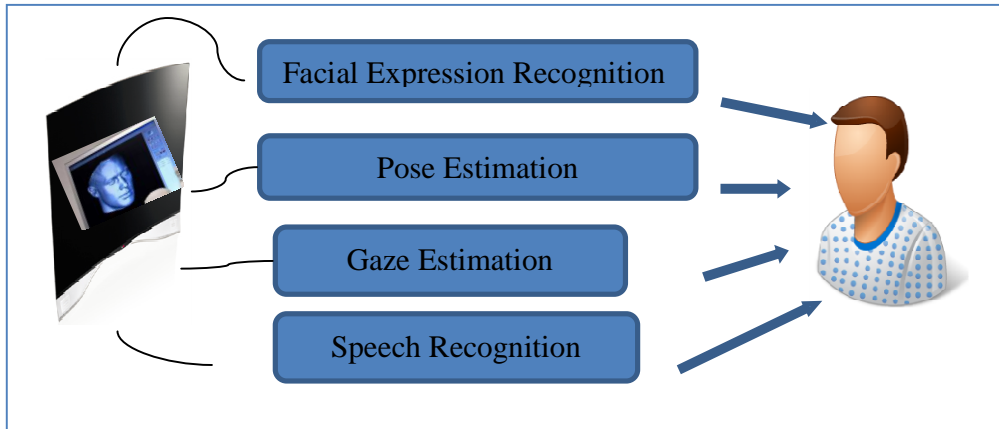 Facial Expression Recognition
Pose Estimation
Gaze Estimation
Speech Recognition